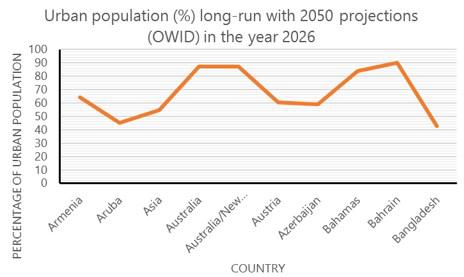 Urban population (%) long-run with 2050 projections
(OWID) in the year 2026
PERCENTAGE OF URBAN POPULATION
100
90
80
70
60
50
40
30
20
10
0
Armenia
Aruba
Asia
Australia
Australia/New...
Austria
Azerbaijan
Bahamas
Bahrain
Bangladesh
COUNTRY